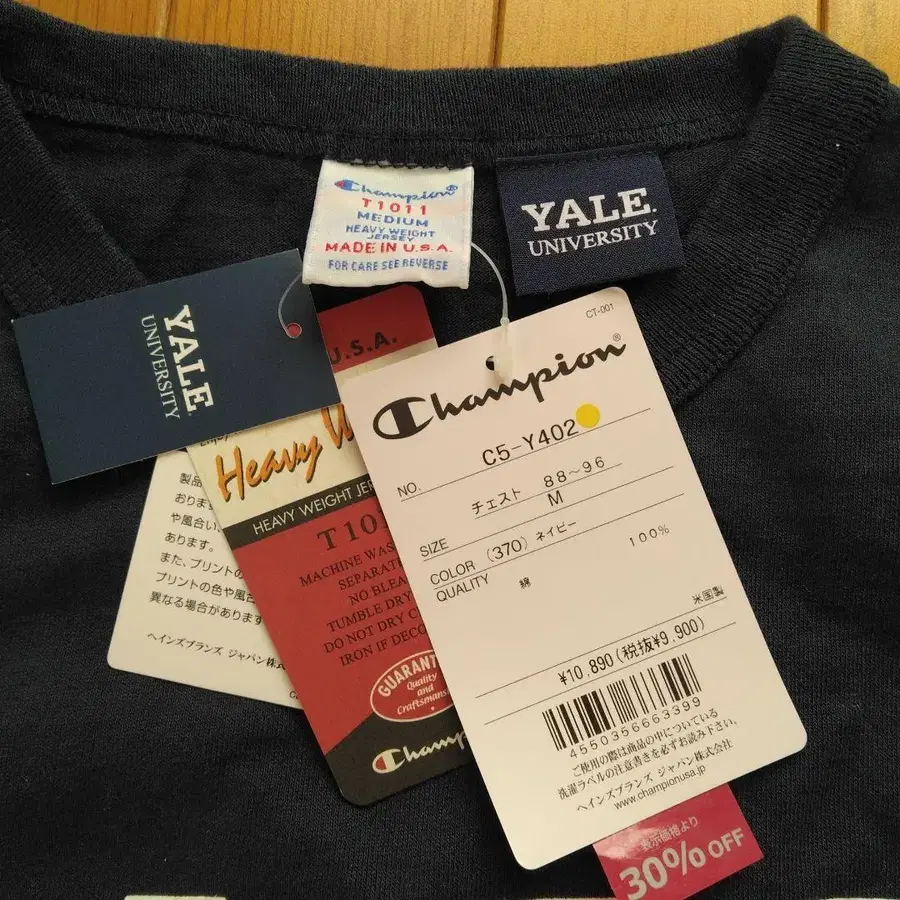 Champion®
T1011
MEDIUM
HEAVY WEIGHT
JERSEY
MADE IN U.S.A.
FOR CARE SEE REVERSE
YALE.
UNIVERSITY
YALE.
UNIVERSITY
U.S.A.
Heavy W
HEAVY WEIGHT JER
T10
MACHINE WAS
SEPARAT
NO BLEA
TUMBLE DRY
DO NOT DRY C
IRON IF DECO
GUARANT
Quality
and
Craftsmans
Champ
製品
おりま
や風合い
あります。
また、プリントの
プリントの色や風合
異なる場合があります
ヘインズブランズ ジャパン株式
CT-001
Champion®
NO. C5-Y402
チェスト 88~96
SIZE M
COLOR (370) ネイビー
QUALITY 綿 100%
米国製
¥10,890(税抜¥9,900)
4550356663399
ご使用の際は商品の中についている
洗濯ラベルの注意書きを必ずお読み下さい。
ヘインズブランズ ジャパン株式会社
www.championusa.jp
表示価格より
30%OFF